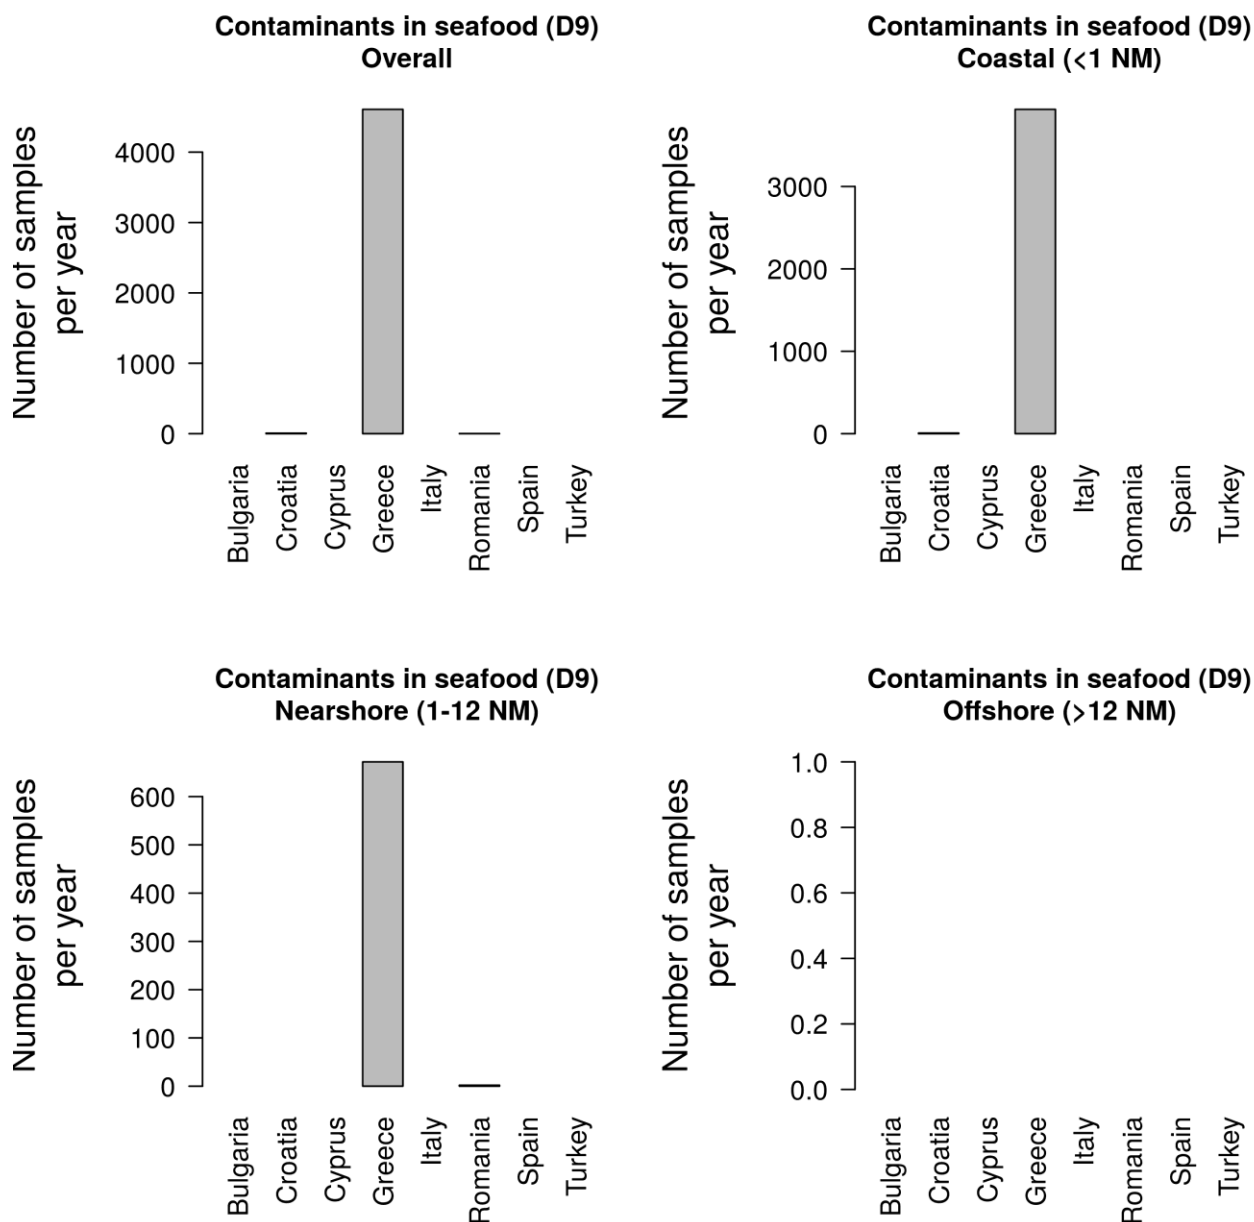 Contaminants in seafood (D9)
Overall
Number of samples
per year
4000
3000
2000
1000
0
Bulgaria
Croatia
Cyprus
Greece
Italy
Romania
Spain
Turkey
Contaminants in seafood (D9)
Coastal (<1 NM)
Number of samples
per year
3000
2000
1000
0
Bulgaria
Croatia
Cyprus
Greece
Italy
Romania
Spain
Turkey
Contaminants in seafood (D9)
Nearshore (1-12 NM)
Number of samples
per year
600
500
400
300
200
100
0
Bulgaria
Croatia
Cyprus
Greece
Italy
Romania
Spain
Turkey
Contaminants in seafood (D9)
Offshore (>12 NM)
Number of samples
per year
1.0
0.8
0.6
0.4
0.2
0.0
Bulgaria
Croatia
Cyprus
Greece
Italy
Romania
Spain
Turkey